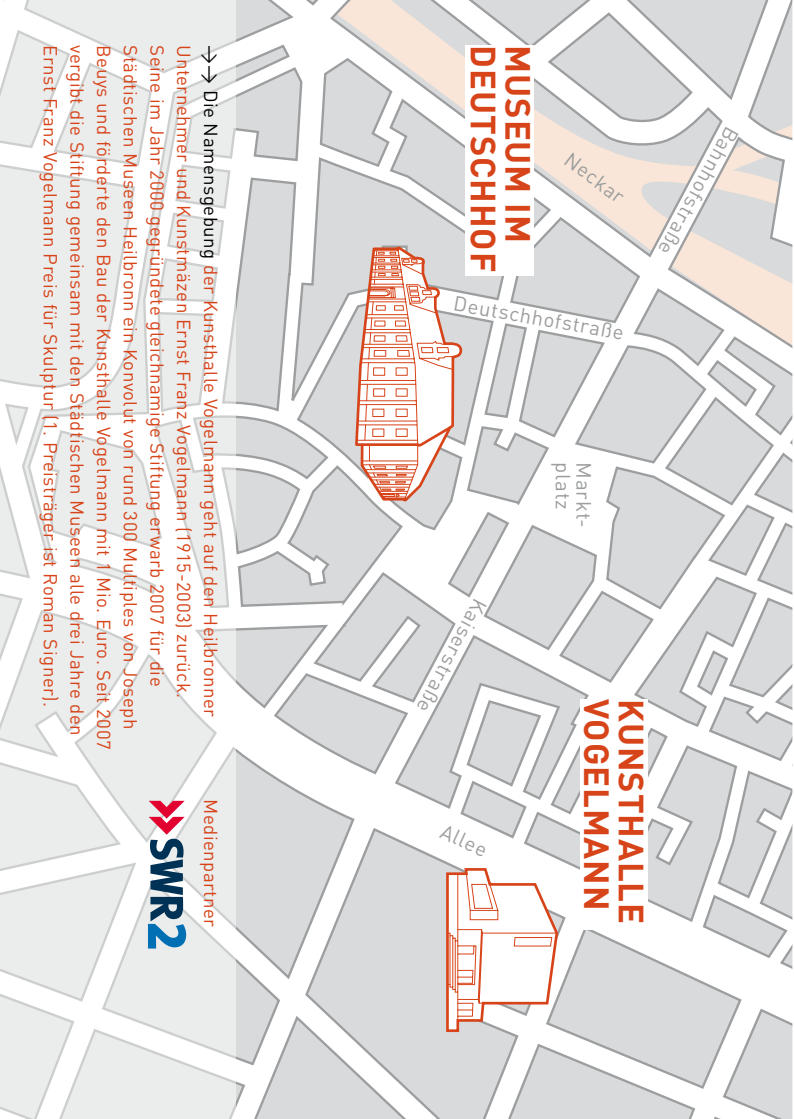 MUSEUM IM
DEUTSCHHOF
Bahnhofstraße
Neckar
Deutschhofstraße
Markt-
platz
Kaiserstraße
KUNSTHALLE
VOGELMANN
Allee
→→ Die Namensgebung der Kunsthalle Vogelmann geht auf den Heilbronner
Unternehmer und Kunstmäzen Ernst Franz Vogelmann (1915-2003) zurück.
Seine im Jahr 2000 gegründete gleichnamige Stiftung erwarb 2007 für die
Städtischen Museen Heilbronn ein Konvolut von rund 300 Multiples von Joseph
Beuys und förderte den Bau der Kunsthalle Vogelmann mit 1 Mio. Euro. Seit 2007
vergibt die Stiftung gemeinsam mit den Städtischen Museen alle drei Jahre den
Ernst Franz Vogelmann Preis für Skulptur (1. Preisträger ist Roman Signer).
Medienpartner
SWR2